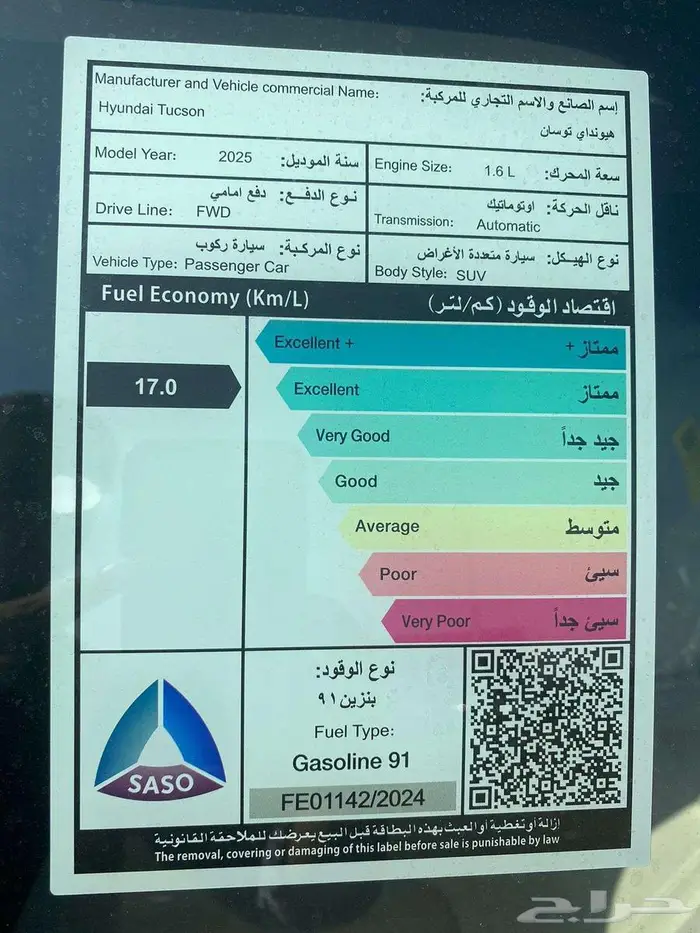 Manufacturer and Vehicle commercial Name:
إسم الصانع والاسم التجاري للمركبة:
Hyundai Tucson
هيونداي توسان
Model Year: 2025 سنة الموديل:
Engine Size: 1.6 L سعة المحرك:
نوع الدفـع: دفع امامي
Drive Line: FWD
ناقل الحركة: اوتوماتيك
Transmission: Automatic
نوع المركـبة: سيارة ركوب
Vehicle Type: Passenger Car
نوع الهيـكل: سيارة متعددة الأغراض
Body Style: SUV
Fuel Economy (Km/L)
اقتصاد الوقود (كم/لتر)
17.0
Excellent + ممتاز +
Excellent ممتاز
Very Good جيد جداً
Good جيد
Average متوسط
Poor سيئ
Very Poor سيئ جداً
SASO
نوع الوقود:
بنزين ٩١
Fuel Type:
Gasoline 91
FE01142/2024
إزالة أو تغطية أو العبث بهذه البطاقة قبل البيع يعرضك للملاحقة القانونية
The removal, covering or damaging of this label before sale is punishable by law
حراج